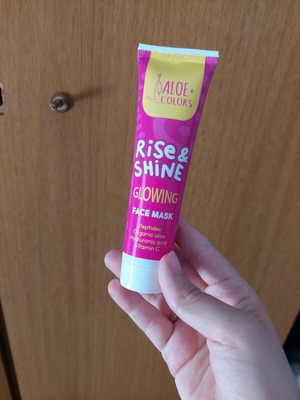 ALOE+
COLORS
RiSe &
SHiNE
GLOWING
FACE MASK
Peptides
Organic aloe
Hyaluronic acid
Vitamin C